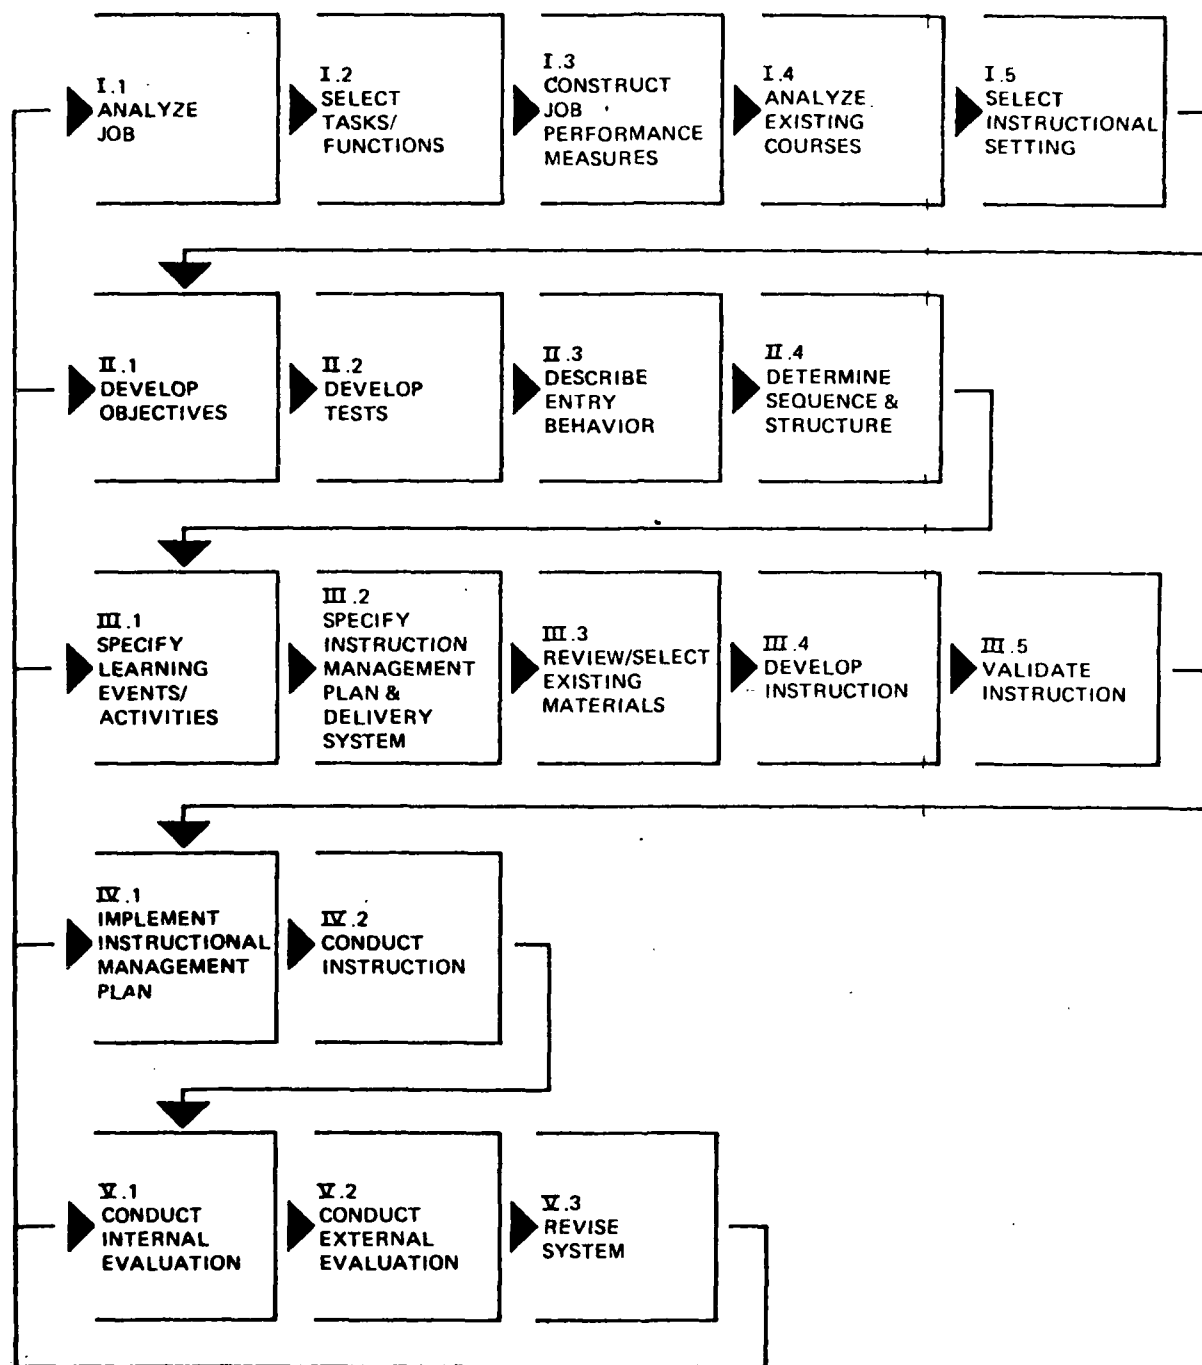 I.1
ANALYZE
JOB
I.2
SELECT
TASKS/
FUNCTIONS
I.3
CONSTRUCT
JOB
PERFORMANCE
MEASURES
I.4
ANALYZE
EXISTING
COURSES
I.5
SELECT
INSTRUCTIONAL
SETTING
II.1
DEVELOP
OBJECTIVES
II.2
DEVELOP
TESTS
II.3
DESCRIBE
ENTRY
BEHAVIOR
II.4
DETERMINE
SEQUENCE &
STRUCTURE
III.1
SPECIFY
LEARNING
EVENTS/
ACTIVITIES
III.2
SPECIFY
INSTRUCTION
MANAGEMENT
PLAN &
DELIVERY
SYSTEM
III.3
REVIEW/SELECT
EXISTING
MATERIALS
III.4
DEVELOP
INSTRUCTION
III.5
VALIDATE
INSTRUCTION
IV.1
IMPLEMENT
INSTRUCTIONAL
MANAGEMENT
PLAN
IV.2
CONDUCT
INSTRUCTION
V.1
CONDUCT
INTERNAL
EVALUATION
V.2
CONDUCT
EXTERNAL
EVALUATION
V.3
REVISE
SYSTEM